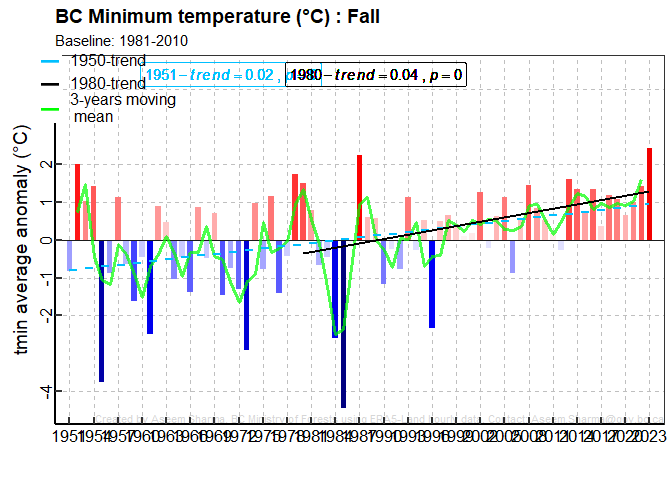 BC Minimum temperature (°C) : Fall
Baseline: 1981-2010
1950-trend
1980-trend
3-years moving
mean
1951−trend = 0.02 , p
1980−trend = 0.04 , p = 0
tmin average anomaly (°C)
2
1
0
-1
-2
-4
1951 1954 1957 1960 1963 1966 1969 1972 1975 1978 1981 1984 1987 1990 1993 1996 1999 2002 2005 2008 2011 2014 2017 2020 2023